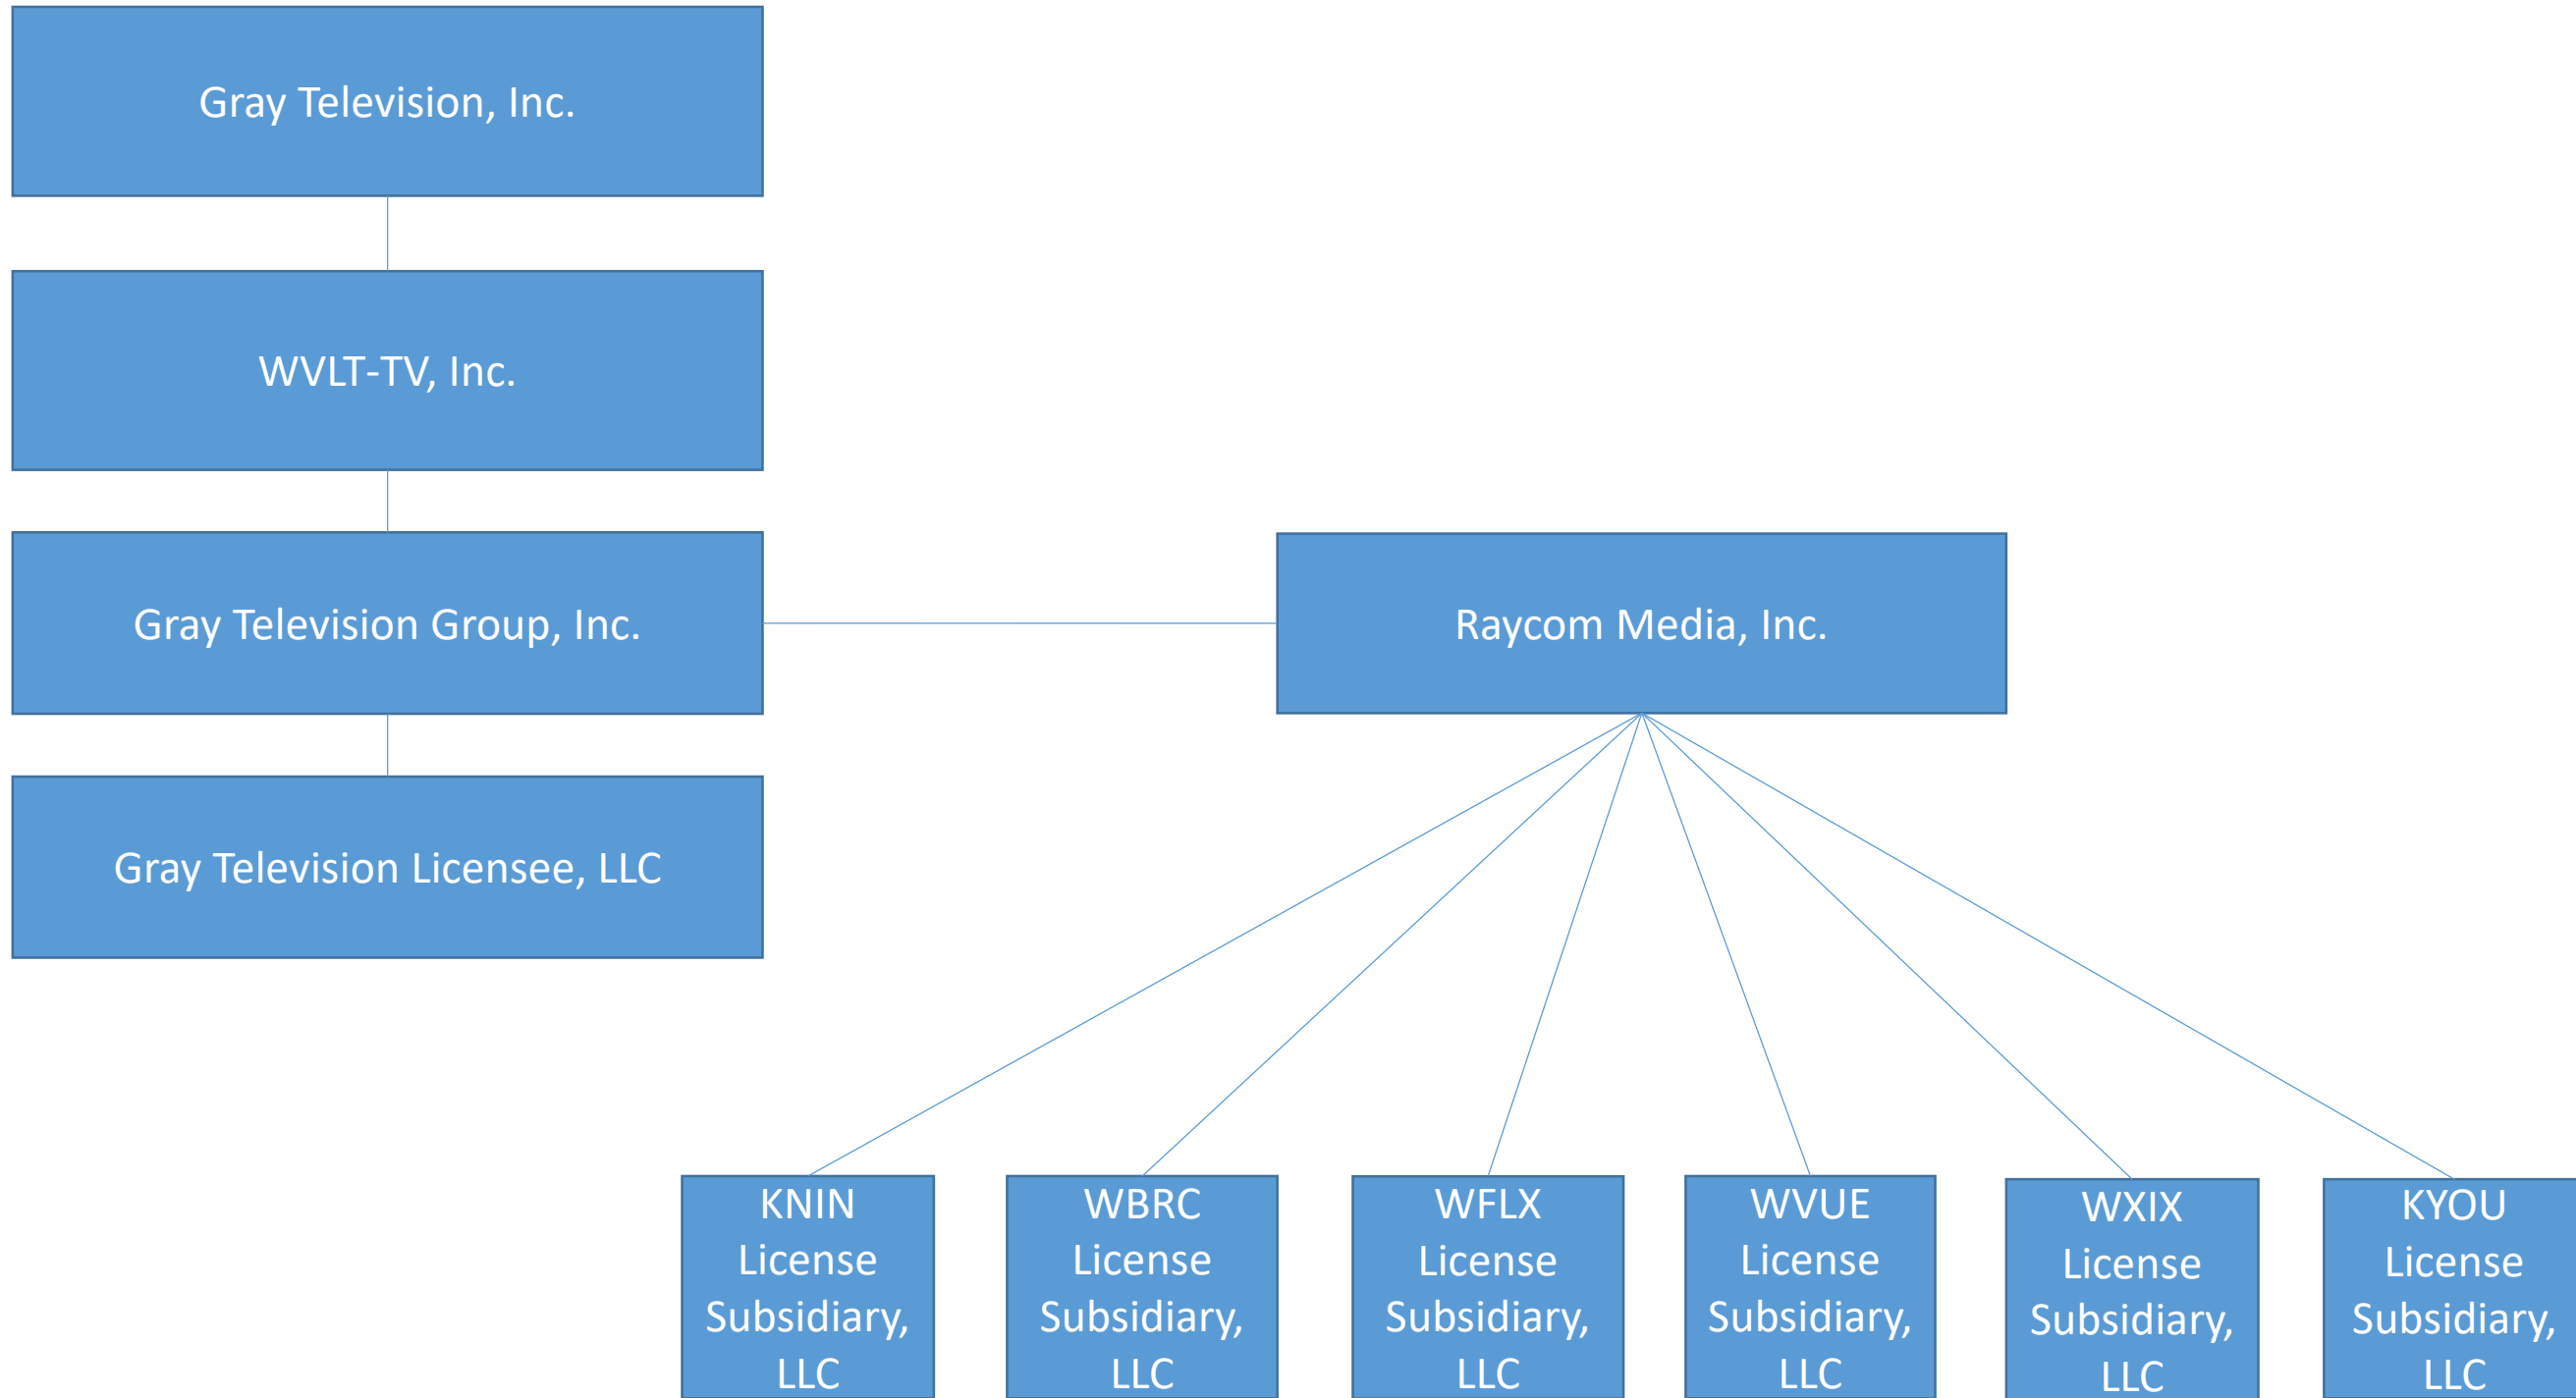 Gray Television, Inc.
WVLT-TV, Inc.
Gray Television Group, Inc.
Raycom Media, Inc.
Gray Television Licensee, LLC
KNIN
License
Subsidiary,
LLC
WBRC
License
Subsidiary,
LLC
WFLX
License
Subsidiary,
LLC
WVUE
License
Subsidiary,
LLC
WXIX
License
Subsidiary,
LLC
KYOU
License
Subsidiary,
LLC